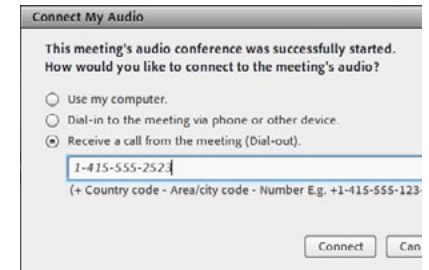 Connect My Audio
This meeting's audio conference was successfully started.
How would you like to connect to the meeting's audio?
Use my computer.
Dial-in to the meeting via phone or other device.
Receive a call from the meeting (Dial-out).
1-415-555-2523
(+ Country code - Area/city code - Number E.g. +1-415-555-123
Connect Can